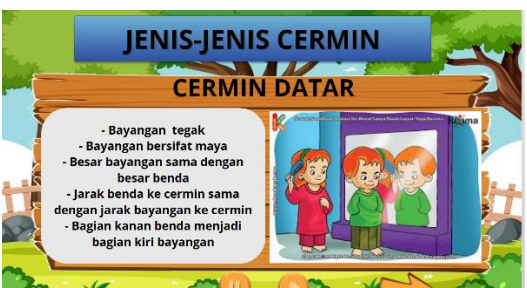 JENIS-JENIS CERMIN
CERMIN DATAR
- Bayangan tegak
- Bayangan bersifat maya
- Besar bayangan sama dengan
besar benda
- Jarak benda ke cermin sama
dengan jarak bayangan ke cermin
- Bagian kanan benda menjadi
bagian kiri bayangan